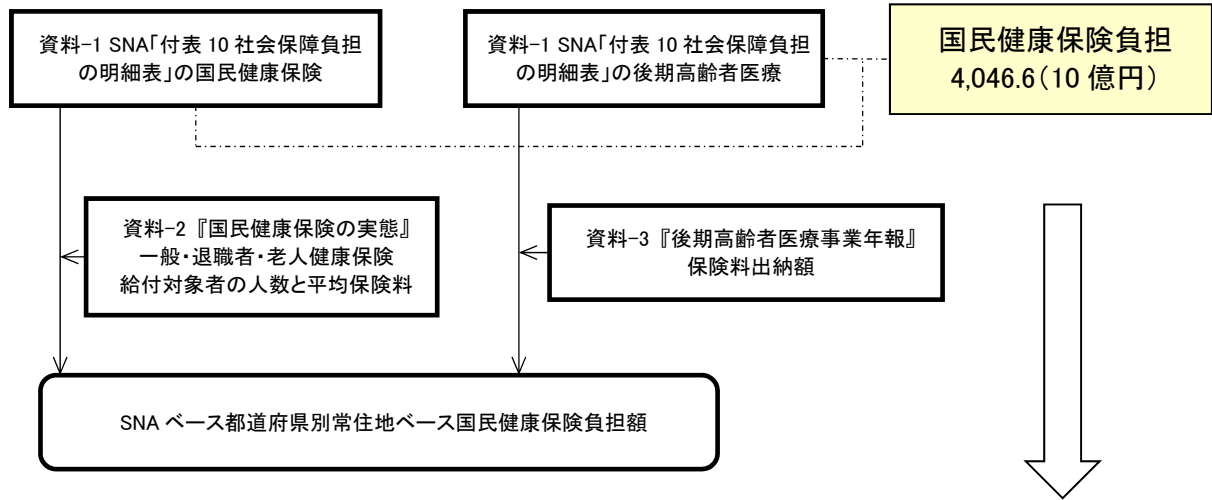 資料-1 SNA「付表 10 社会保障負担
の明細表」の国民健康保険
資料-1 SNA「付表 10 社会保障負担
の明細表」の後期高齢者医療
国民健康保険負担
4,046.6(10 億円)
資料-2『国民健康保険の実態』
一般・退職者・老人健康保険
給付対象者の人数と平均保険料
資料-3『後期高齢者医療事業年報』
保険料出納額
SNA ベース都道府県別常住地ベース国民健康保険負担額